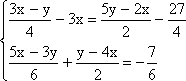 (3x−y)/4 − 3x = (5y−2x)/2 − 27/4
(5x−3y)/6 + (y−4x)/2 = −7/6